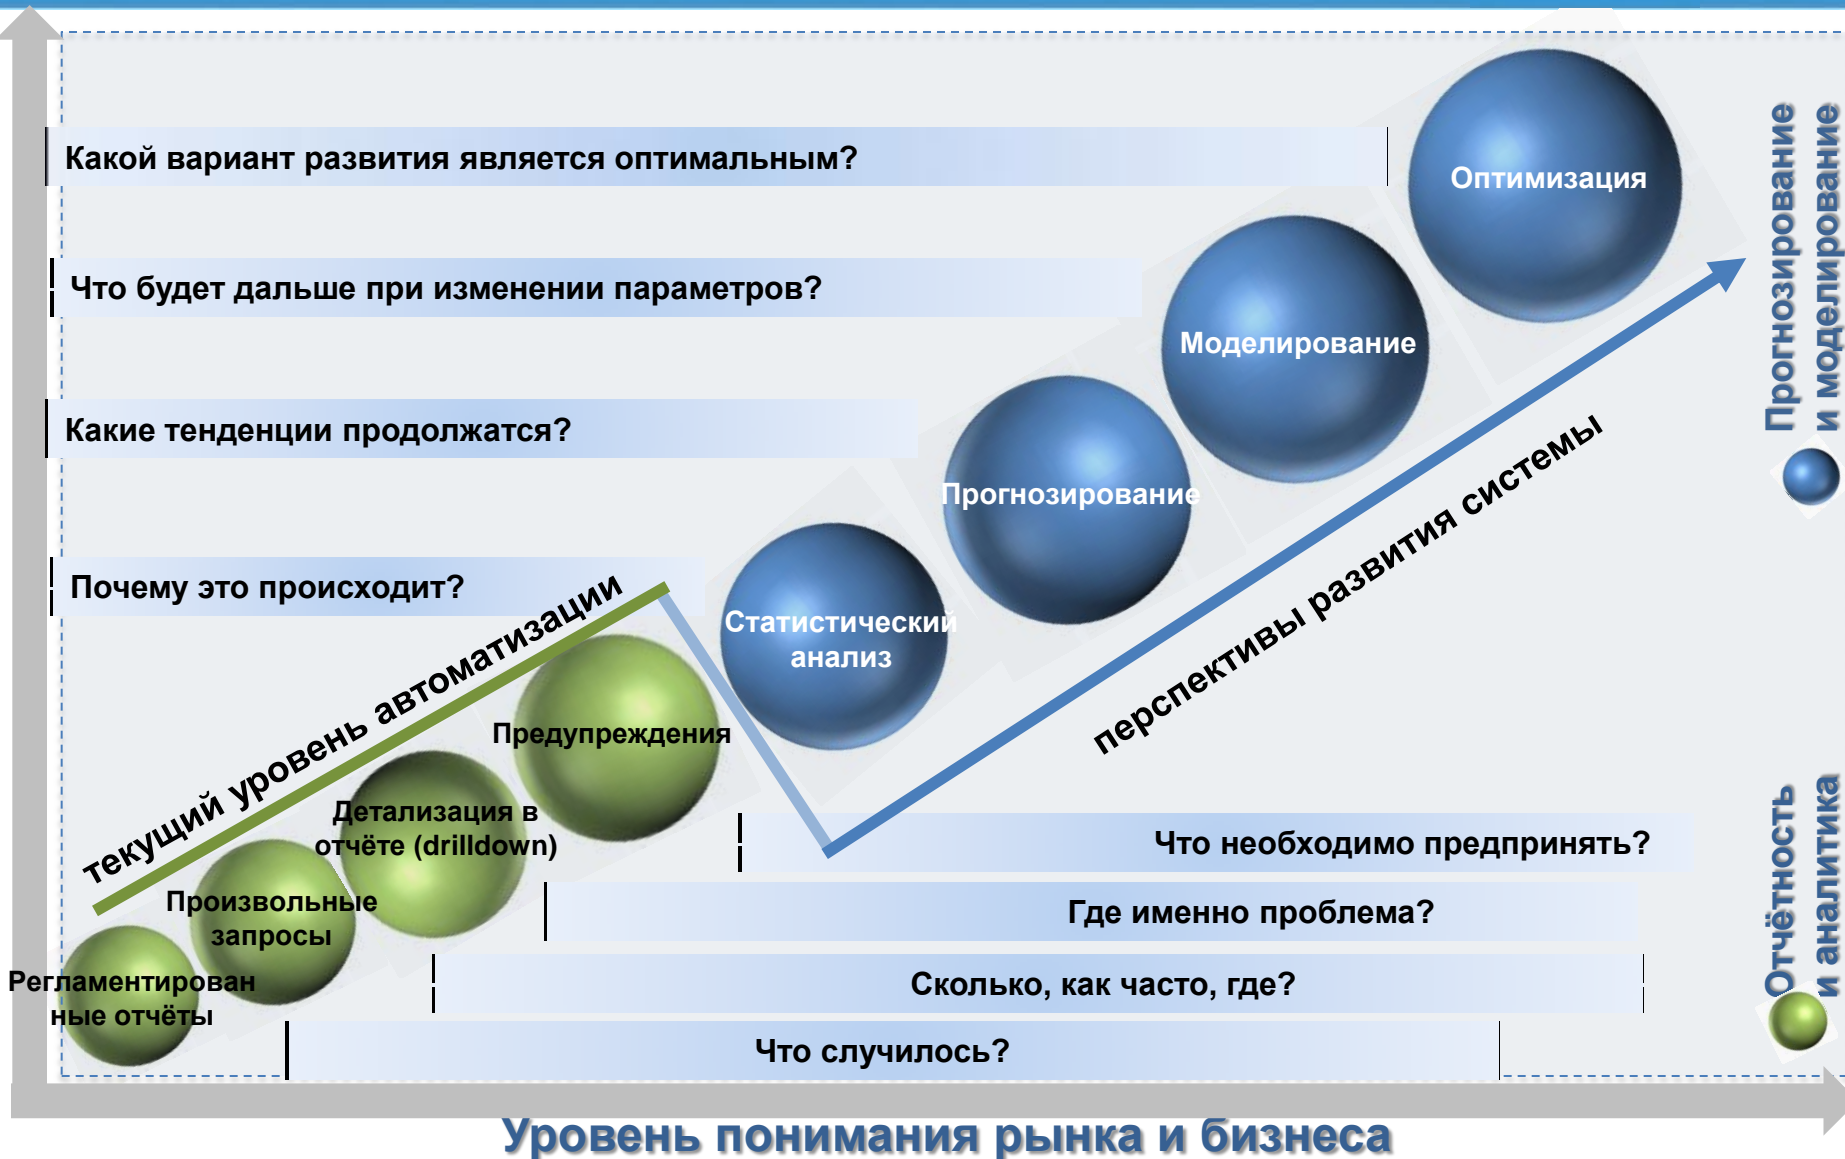 Какой вариант развития является оптимальным?
Оптимизация
Что будет дальше при изменении параметров?
Моделирование
Какие тенденции продолжатся?
Прогнозирование
Почему это происходит?
Статистический
анализ
текущий уровень автоматизации
перспективы развития системы
Предупреждения
Детализация в
отчёте (drilldown)
Произвольные
запросы
Регламентирован
ные отчёты
Что необходимо предпринять?
Где именно проблема?
Сколько, как часто, где?
Что случилось?
Прогнозирование
и моделирование
Отчётность
и аналитика
Уровень понимания рынка и бизнеса